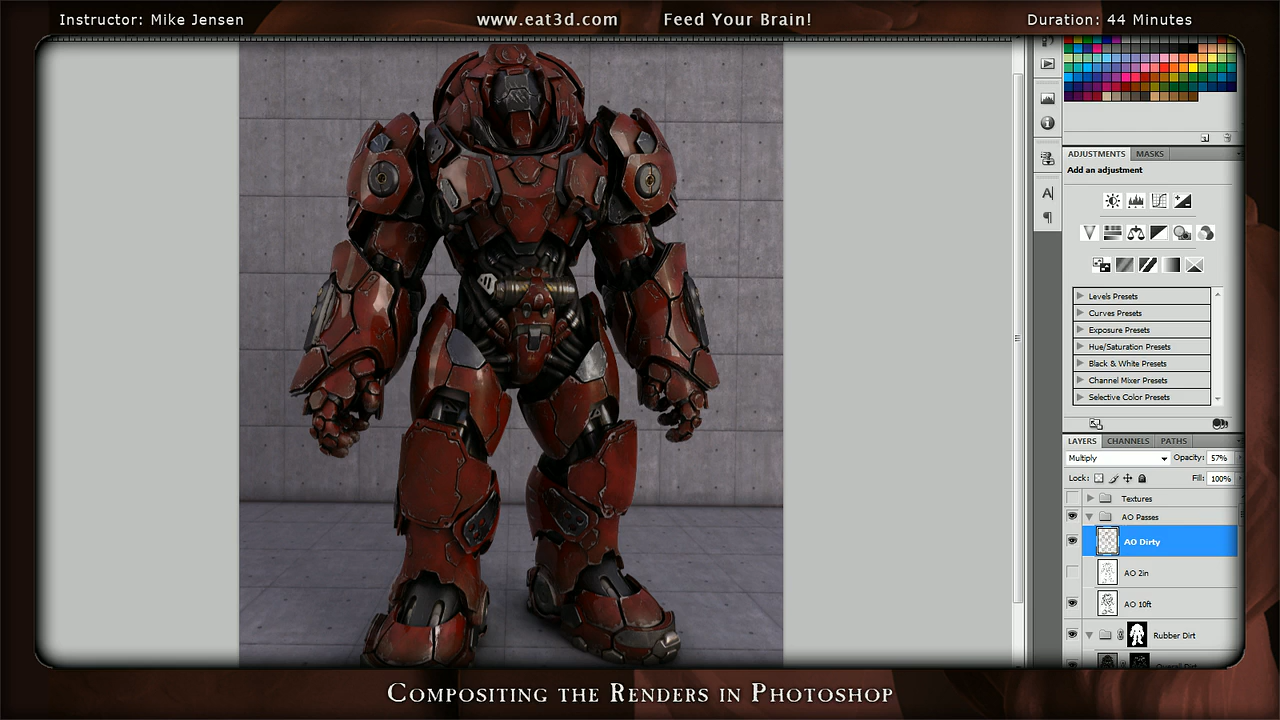 Instructor: Mike Jensen
www.eat3d.com
Feed Your Brain!
Duration: 44 Minutes
ADJUSTMENTS
MASKS
Add an adjustment
A
Levels Presets
Curves Presets
Exposure Presets
Hue/Saturation Presets
Black & White Presets
Channel Mixer Presets
Selective Color Presets
LAYERS
CHANNELS
PATHS
Multiply
Opacity: 57%
Lock:
Fill: 100%
Textures
AO Passes
AO Dirty
AO 2in
AO 10ft
Rubber Dirt
Overall Dirt
Compositing the Renders in Photoshop